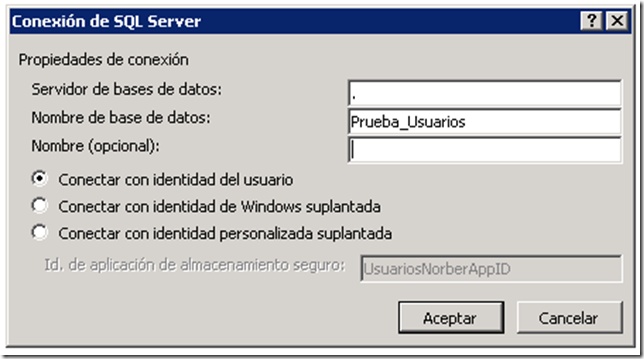 Conexión de SQL Server
Propiedades de conexión
Servidor de bases de datos: .
Nombre de base de datos: Prueba_Usuarios
Nombre (opcional):
Conectar con identidad del usuario
Conectar con identidad de Windows suplantada
Conectar con identidad personalizada suplantada
Id. de aplicación de almacenamiento seguro: UsuariosNorberAppID
Aceptar Cancelar